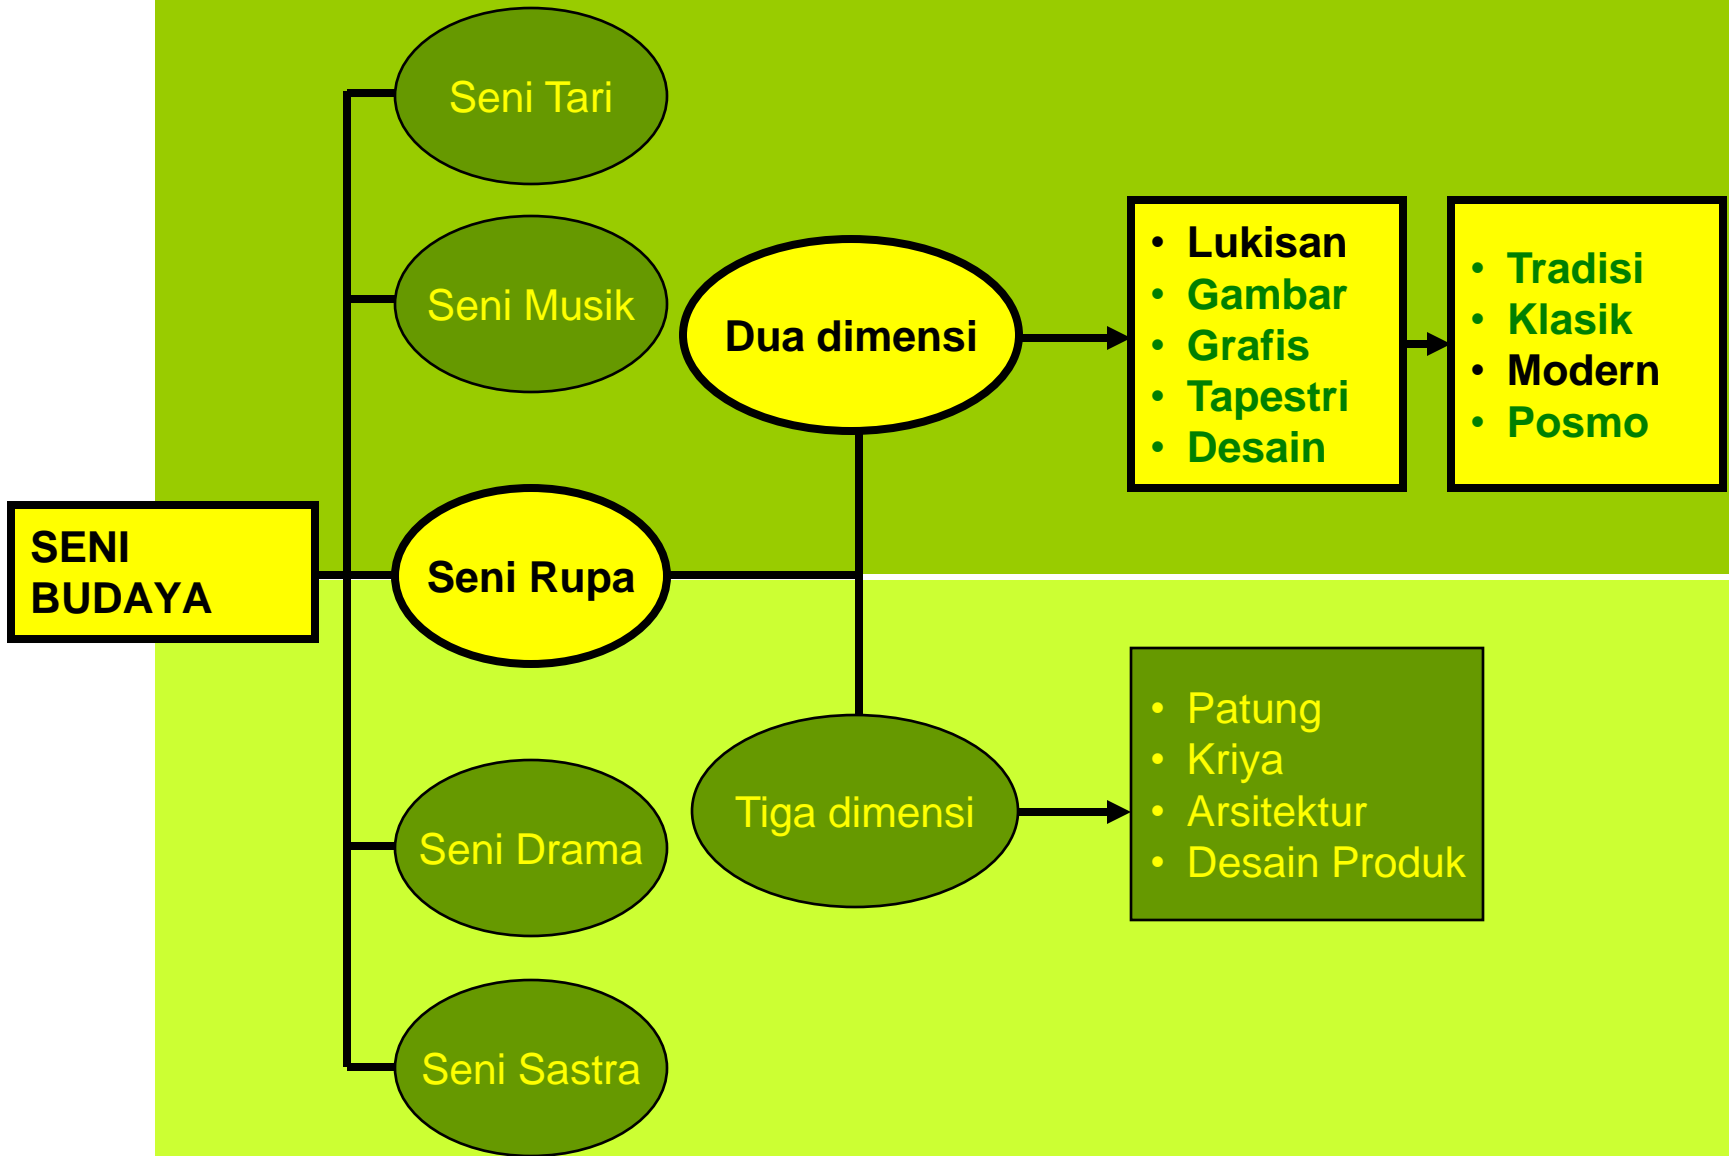 SENI
BUDAYA
Seni Tari
Seni Musik
Seni Rupa
Seni Drama
Seni Sastra
Dua dimensi
Tiga dimensi
• Lukisan
• Gambar
• Grafis
• Tapestri
• Desain
• Tradisi
• Klasik
• Modern
• Posmo
• Patung
• Kriya
• Arsitektur
• Desain Produk